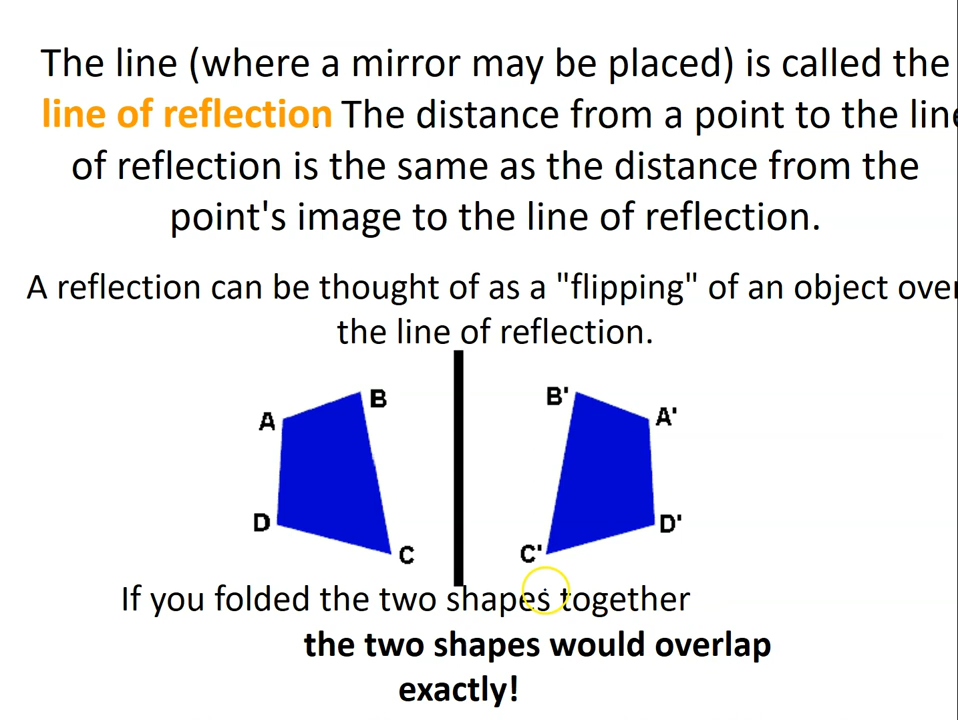 The line (where a mirror may be placed) is called the
line of reflection The distance from a point to the line
of reflection is the same as the distance from the
point's image to the line of reflection.
A reflection can be thought of as a "flipping" of an object over
the line of reflection.
A B B' A'
D C C' D'
If you folded the two shapes together
the two shapes would overlap
exactly!